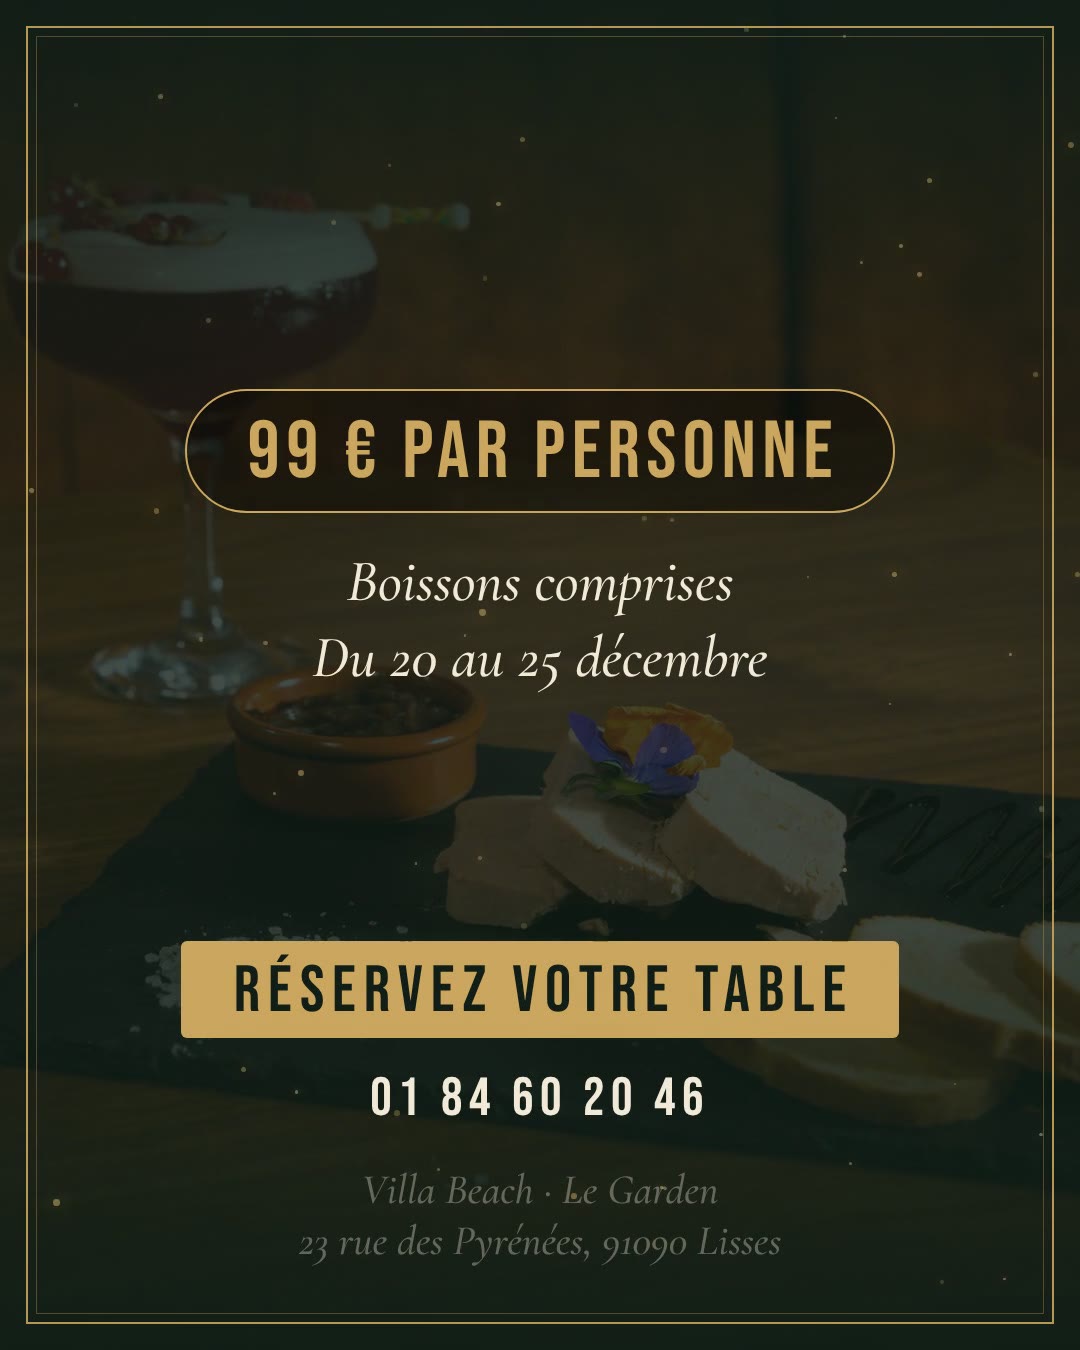 99 € PAR PERSONNE
Boissons comprises
Du 20 au 25 décembre
RÉSERVEZ VOTRE TABLE
01 84 60 20 46
Villa Beach · Le Garden
23 rue des Pyrénées, 91090 Lisses